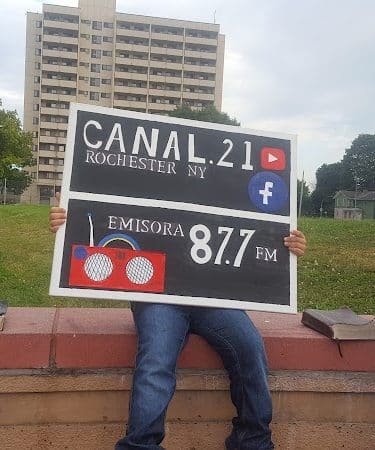 CANAL.21
ROCHESTER NY
f
EMISORA 87.7 FM